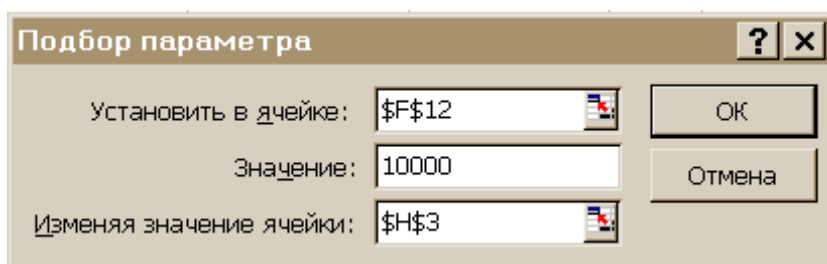 Подбор параметра ? ×
Установить в ячейке: $F$12 ОК
Значение: 10000 Отмена
Изменяя значение ячейки: $H$3